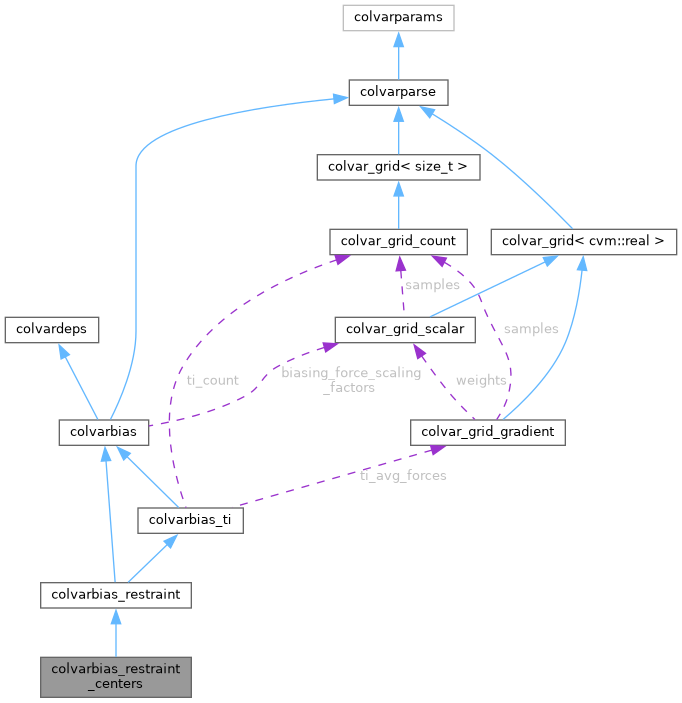 colvarparams
colvarparse
colvar_grid< size_t >
colvar_grid_count
colvar_grid< cvm::real >
samples
colvardeps
colvar_grid_scalar
samples
ti_count
biasing_force_scaling
_factors
weights
colvarbias
colvar_grid_gradient
ti_avg_forces
colvarbias_ti
colvarbias_restraint
colvarbias_restraint
_centers